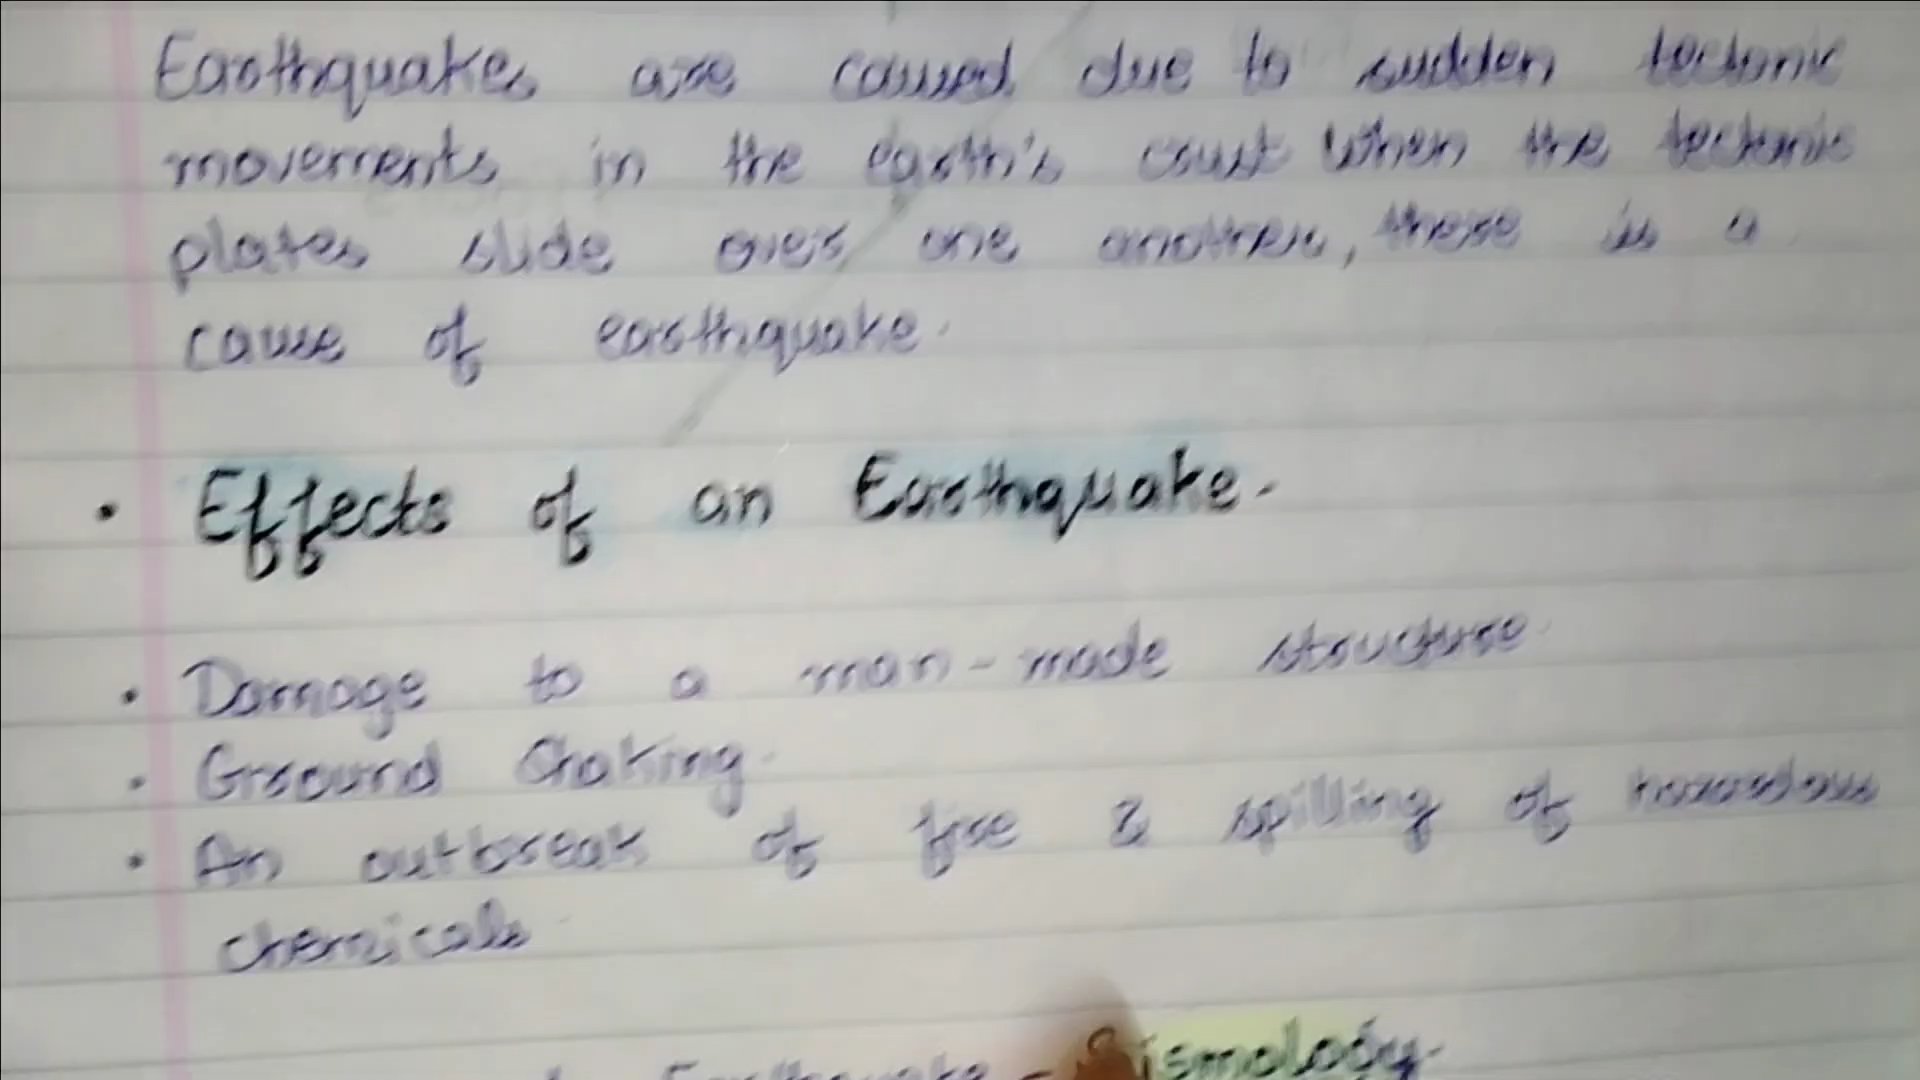 Earthquakes are caused due to sudden tectonic
movements in the earth's crust when the tectonic
plates slide over one another, there is a
cause of earthquake.
• Effects of an Earthquake.
• Damage to a man-made structure.
• Ground Shaking.
• An outbreak of fire & spilling of hazardous
chemicals.
Earthquake - Sismology.